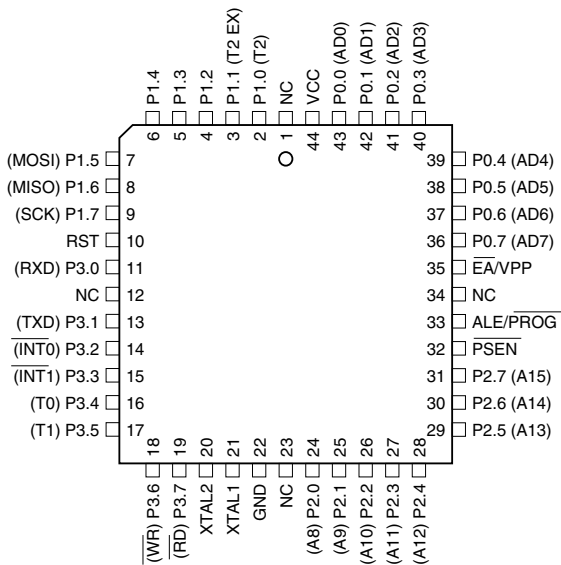 P1.4
P1.3
P1.2
P1.1 (T2 EX)
P1.0 (T2)
NC
VCC
P0.0 (AD0)
P0.1 (AD1)
P0.2 (AD2)
P0.3 (AD3)
6
5
4
3
2
1
44
43
42
41
40
(MOSI) P1.5 7
(MISO) P1.6 8
(SCK) P1.7 9
RST 10
(RXD) P3.0 11
NC 12
(TXD) P3.1 13
(INT0) P3.2 14
(INT1) P3.3 15
(T0) P3.4 16
(T1) P3.5 17
39 P0.4 (AD4)
38 P0.5 (AD5)
37 P0.6 (AD6)
36 P0.7 (AD7)
35 EA/VPP
34 NC
33 ALE/PROG
32 PSEN
31 P2.7 (A15)
30 P2.6 (A14)
29 P2.5 (A13)
18
19
20
21
22
23
24
25
26
27
28
(WR) P3.6
(RD) P3.7
XTAL2
XTAL1
GND
NC
(A8) P2.0
(A9) P2.1
(A10) P2.2
(A11) P2.3
(A12) P2.4